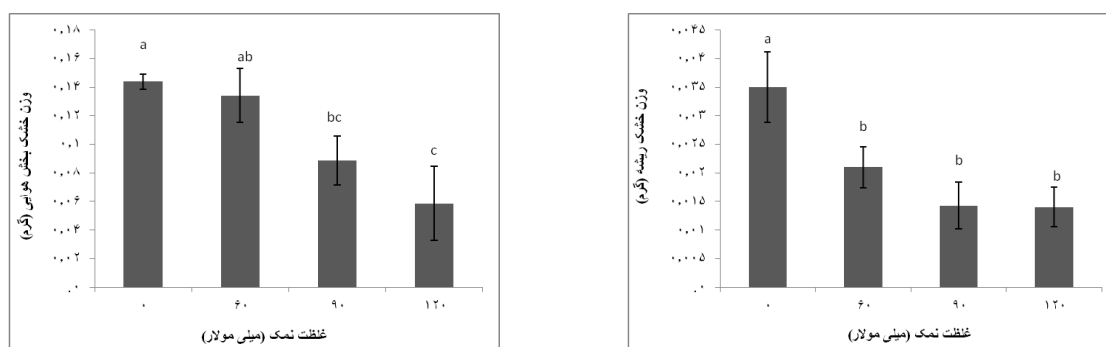 ۰٫۱۸
۰٫۱۶
۰٫۱۴
۰٫۱۲
۰٫۱
۰٫۰۸
۰٫۰۶
۰٫۰۴
۰٫۰۲
۰٫
وزن خشک بخش هوایی (گرم)
a
ab
bc
c
۰ ۶۰ ۹۰ ۱۲۰
غلظت نمک (میلی مولار)
۰٫۰۴۵
۰٫۰۴
۰٫۰۳۵
۰٫۰۳
۰٫۰۲۵
۰٫۰۲
۰٫۰۱۵
۰٫۰۱
۰٫۰۰۵
۰٫
وزن خشک ریشه (گرم)
a
b
b
b
۰ ۶۰ ۹۰ ۱۲۰
غلظت نمک (میلی مولار)